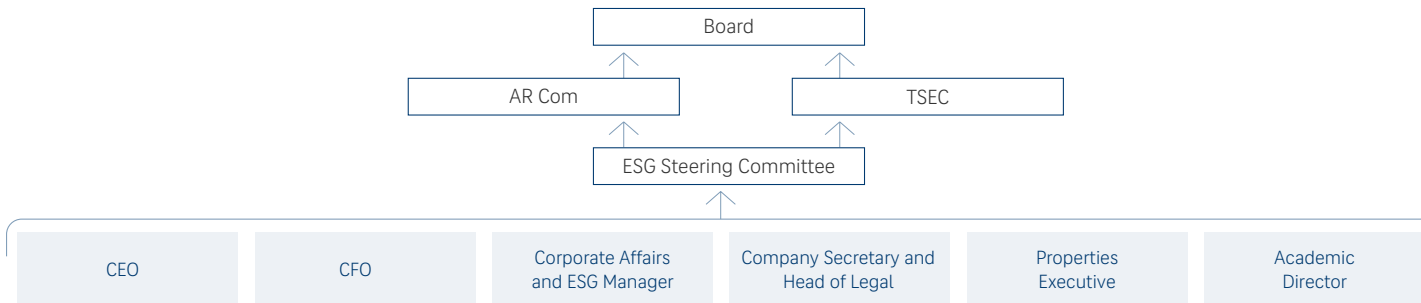 Board
AR Com
TSEC
ESG Steering Committee
CEO
CFO
Corporate Affairs
and ESG Manager
Company Secretary and
Head of Legal
Properties
Executive
Academic
Director